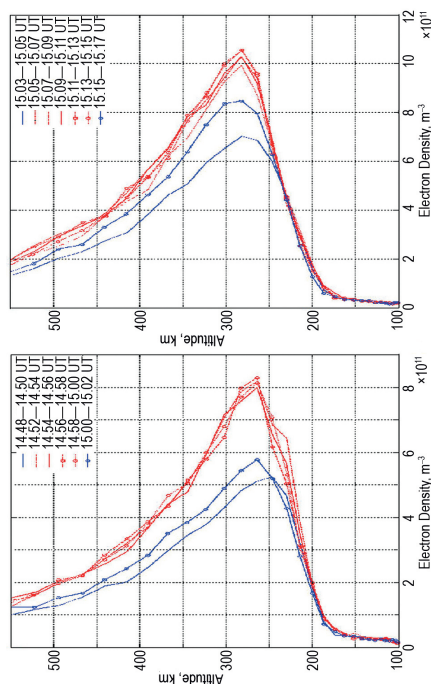 15.03—15.05 UT
15.05—15.07 UT
15.07—15.09 UT
15.09—15.11 UT
15.11—15.13 UT
15.13—15.15 UT
15.15—15.17 UT
500
400
300
200
100
Altitude, km
0
2
4
6
8
10
12
×10¹¹
Electron Density, m⁻³
14.48—14.50 UT
14.52—14.54 UT
14.54—14.56 UT
14.56—14.58 UT
14.58—15.00 UT
15.00—15.02 UT
500
400
300
200
100
Altitude, km
0
2
4
6
8
×10¹¹
Electron Density, m⁻³